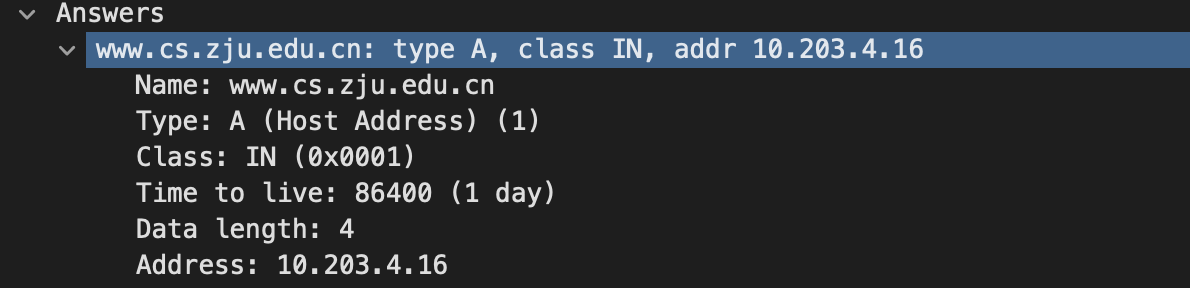 Answers
www.cs.zju.edu.cn: type A, class IN, addr 10.203.4.16
Name: www.cs.zju.edu.cn
Type: A (Host Address) (1)
Class: IN (0x0001)
Time to live: 86400 (1 day)
Data length: 4
Address: 10.203.4.16